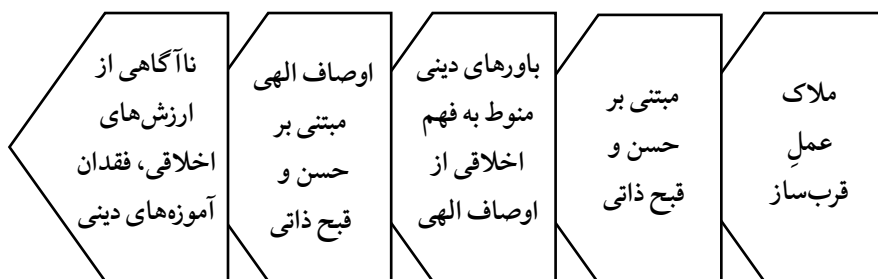 ملاک
عملِ
قرب‌ساز
مبتنی بر
حسن و
قبح ذاتی
باورهای دینی
منوط به فهم
اخلاقی از
اوصاف الهی
اوصاف الهی
مبتنی بر
حسن و
قبح ذاتی
ناآگاهی از
ارزش‌های
اخلاقی، فقدان
آموزه‌های دینی